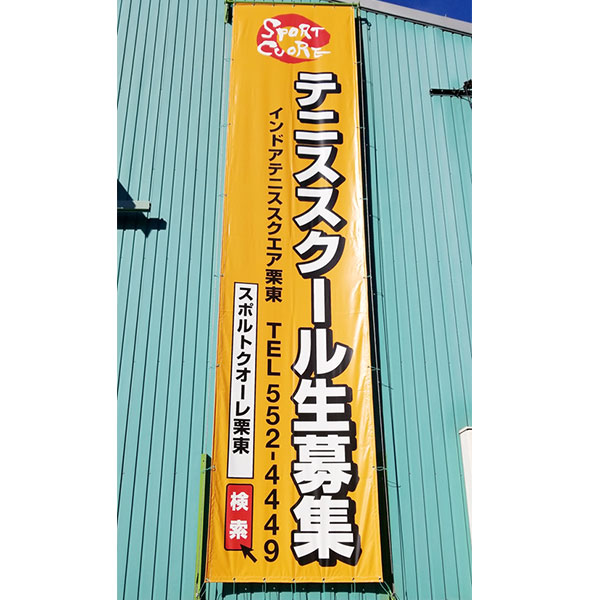 SPORT
CUORE
テニススクール生募集
インドアテニススクエア栗東 TEL 552-4449
スポルトクオーレ栗東
検索